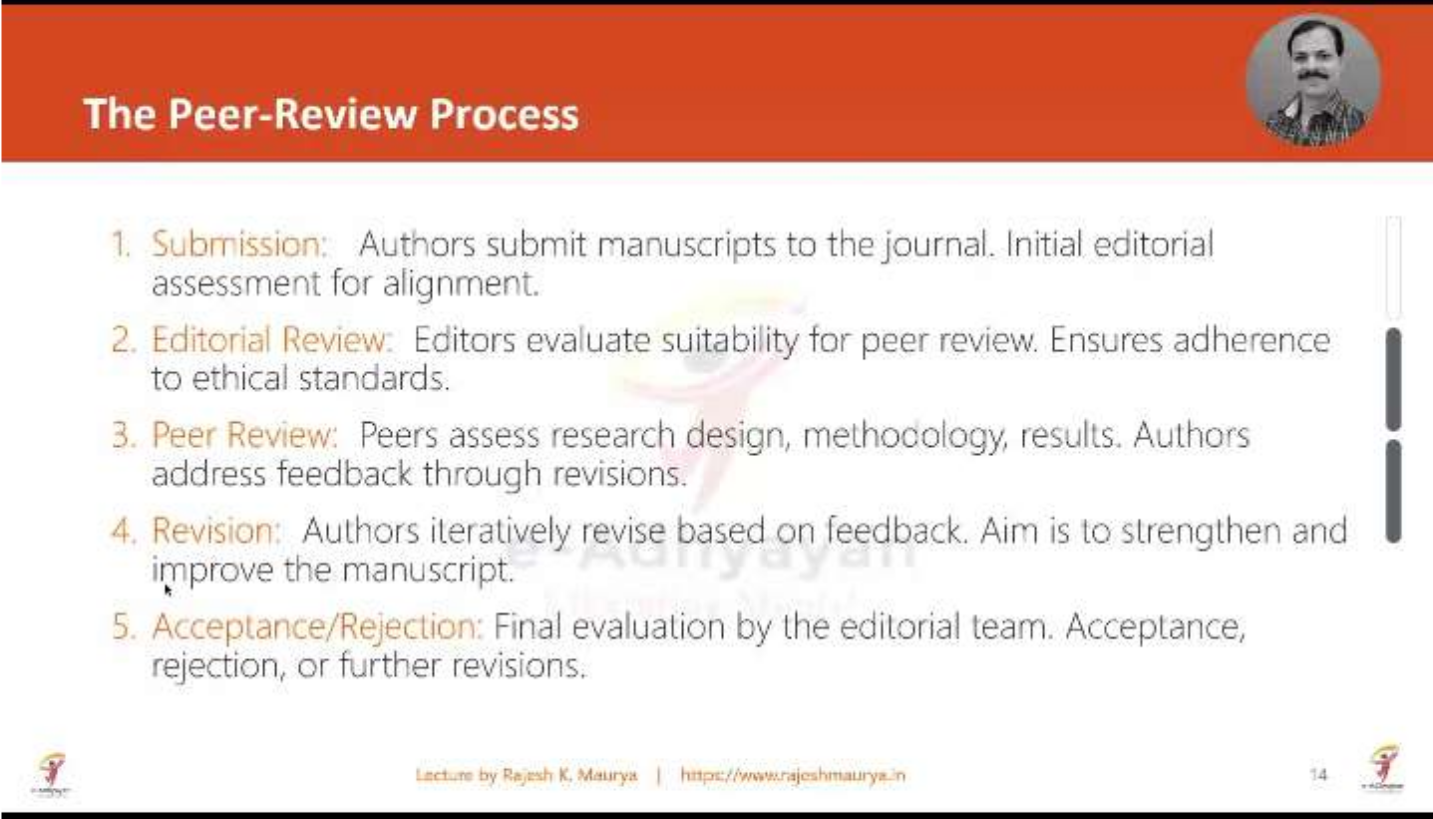 The Peer-Review Process
1. Submission: Authors submit manuscripts to the journal. Initial editorial
assessment for alignment.
2. Editorial Review: Editors evaluate suitability for peer review. Ensures adherence
to ethical standards.
3. Peer Review: Peers assess research design, methodology, results. Authors
address feedback through revisions.
4. Revision: Authors iteratively revise based on feedback. Aim is to strengthen and
improve the manuscript.
e-Adhyayan
5. Acceptance/Rejection: Final evaluation by the editorial team. Acceptance,
rejection, or further revisions.
Lecture by Rajesh K. Maurya | https://www.rajeshmaurya.in
14